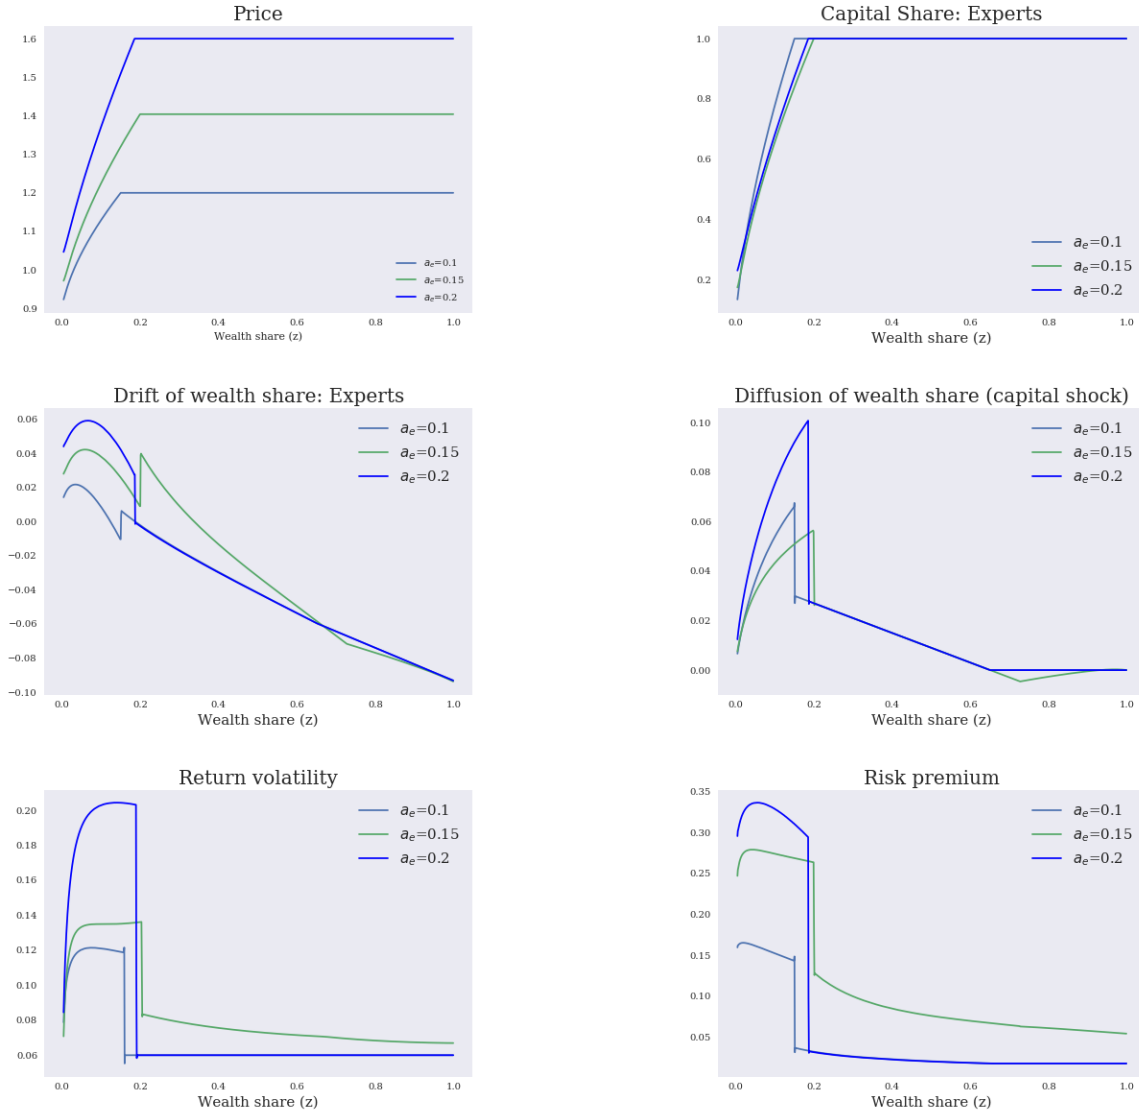 Price
1.6
1.5
1.4
1.3
1.2
1.1
1.0
0.9
0.0 0.2 0.4 0.6 0.8 1.0
Wealth share (z)
a_e=0.1
a_e=0.15
a_e=0.2
Capital Share: Experts
1.0
0.8
0.6
0.4
0.2
0.0 0.2 0.4 0.6 0.8 1.0
Wealth share (z)
a_e=0.1
a_e=0.15
a_e=0.2
Drift of wealth share: Experts
0.06
0.04
0.02
0.00
−0.02
−0.04
−0.06
−0.08
−0.10
0.0 0.2 0.4 0.6 0.8 1.0
Wealth share (z)
a_e=0.1
a_e=0.15
a_e=0.2
Diffusion of wealth share (capital shock)
0.10
0.08
0.06
0.04
0.02
0.00
0.0 0.2 0.4 0.6 0.8 1.0
Wealth share (z)
a_e=0.1
a_e=0.15
a_e=0.2
Return volatility
0.20
0.18
0.16
0.14
0.12
0.10
0.08
0.06
0.0 0.2 0.4 0.6 0.8 1.0
Wealth share (z)
a_e=0.1
a_e=0.15
a_e=0.2
Risk premium
0.35
0.30
0.25
0.20
0.15
0.10
0.05
0.0 0.2 0.4 0.6 0.8 1.0
Wealth share (z)
a_e=0.1
a_e=0.15
a_e=0.2